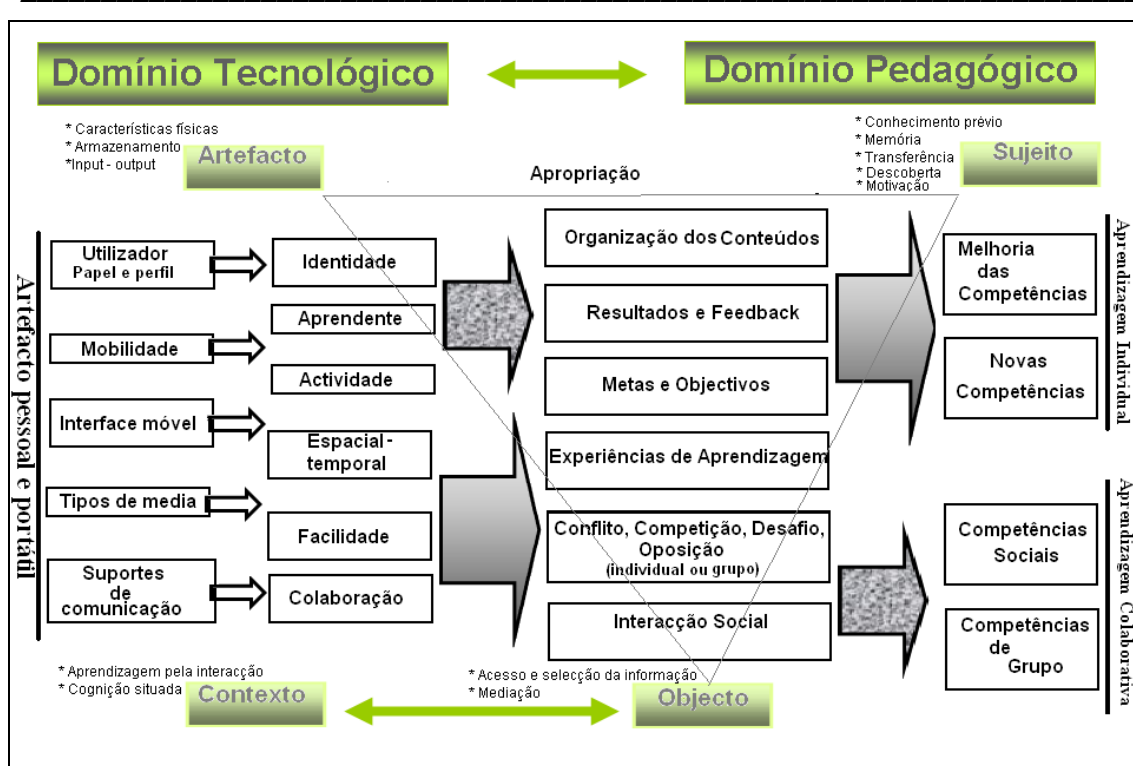 Domínio Tecnológico
Domínio Pedagógico
* Características físicas
* Armazenamento
*Input - output
Artefacto
Apropriação
* Conhecimento prévio
* Memória
* Transferência
* Descoberta
* Motivação
Sujeito
Artefacto pessoal e portátil
Utilizador
Papel e perfil
Mobilidade
Interface móvel
Tipos de media
Suportes
de
comunicação
Identidade
Aprendente
Actividade
Espacial-
temporal
Facilidade
Colaboração
Organização dos Conteúdos
Resultados e Feedback
Metas e Objectivos
Experiências de Aprendizagem
Conflito, Competição, Desafio,
Oposição
(individual ou grupo)
Interacção Social
Melhoria
das
Competências
Novas
Competências
Aprendizagem Individual
Competências
Sociais
Competências
de
Grupo
Aprendizagem Colaborativa
* Aprendizagem pela interacção
* Cognição situada
Contexto
* Acesso e selecção da informação
* Mediação
Objecto